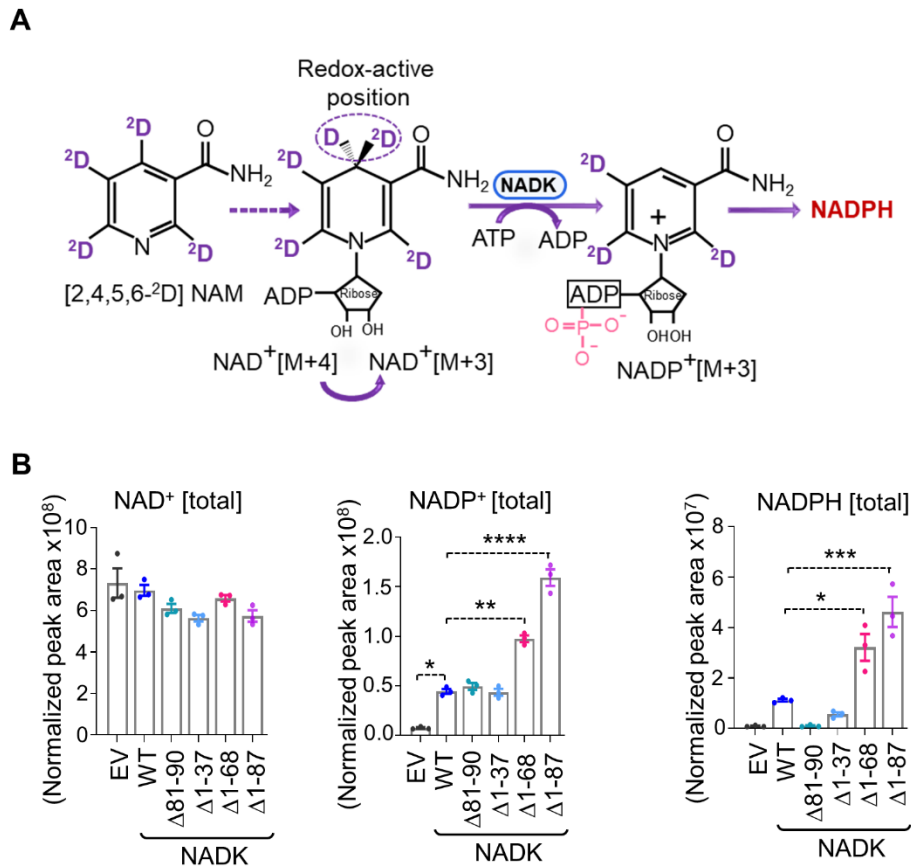 A
Redox-active
position
²D
²D
²D
²D
O
NH₂
N
[2,4,5,6-²D] NAM
D
²D
²D
²D
²D
O
NH₂
N
ADP
Ribose
OH
OH
NAD⁺[M+4]
NAD⁺[M+3]
NADK
ATP
ADP
²D
²D
²D
O
NH₂
+
N
ADP
Ribose
O
P
O⁻
O⁻
OHOH
NADP⁺[M+3]
NADPH
B
NAD⁺ [total]
(Normalized peak area x10⁸)
10
8
6
4
2
0
EV
WT
Δ81-90
Δ1-37
Δ1-68
Δ1-87
NADK
NADP⁺ [total]
(Normalized peak area x10⁸)
2.0
1.5
1.0
0.5
0.0
*
**
****
EV
WT
Δ81-90
Δ1-37
Δ1-68
Δ1-87
NADK
NADPH [total]
(Normalized peak area x10⁷)
8
6
4
2
0
*
***
EV
WT
Δ81-90
Δ1-37
Δ1-68
Δ1-87
NADK